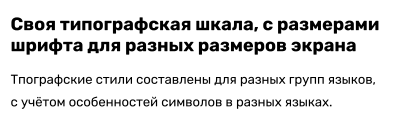 Своя типографская шкала, с размерами
шрифта для разных размеров экрана
Тпографские стили составлены для разных групп языков,
с учётом особенностей символов в разных языках.